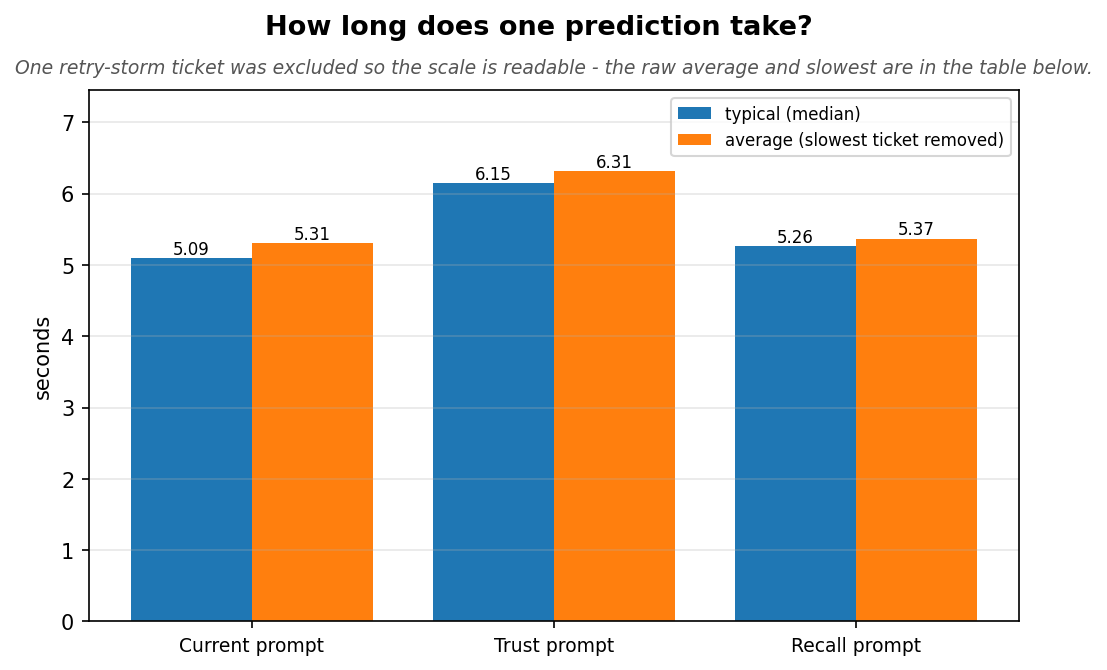 How long does one prediction take?
One retry-storm ticket was excluded so the scale is readable - the raw average and slowest are in the table below.
typical (median)
average (slowest ticket removed)
seconds
7
6
5
4
3
2
1
0
5.09
5.31
6.15
6.31
5.26
5.37
Current prompt
Trust prompt
Recall prompt